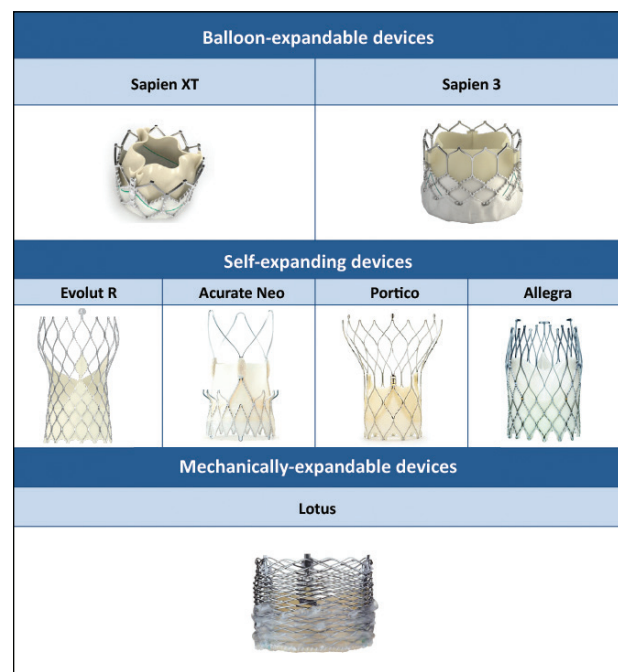 Balloon-expandable devices
Sapien XT
Sapien 3
Self-expanding devices
Evolut R
Acurate Neo
Portico
Allegra
Mechanically-expandable devices
Lotus